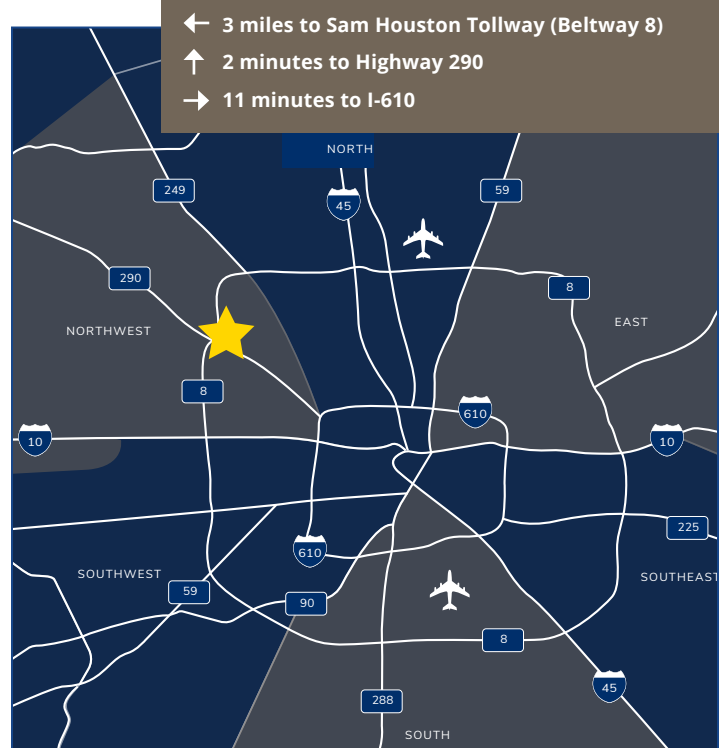 3 miles to Sam Houston Tollway (Beltway 8)
2 minutes to Highway 290
11 minutes to I-610
NORTH
249
45
59
290
8
EAST
NORTHWEST
8
610
10
10
225
610
SOUTHWEST
SOUTHEAST
59
90
8
45
288
SOUTH